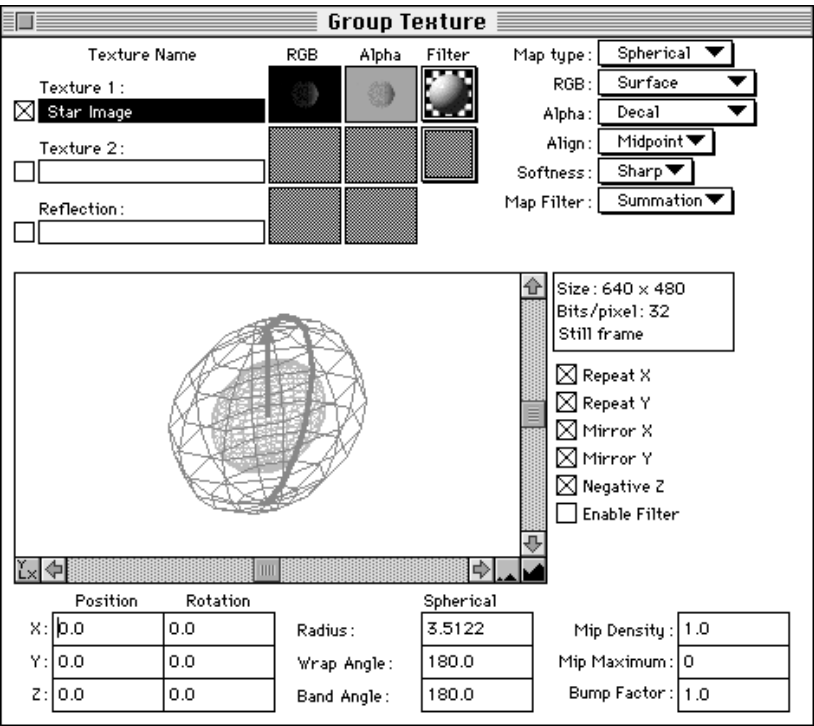 Group Texture
Texture Name RGB Alpha Filter
Texture 1:
Star Image
Texture 2:
Reflection:
Map type: Spherical
RGB: Surface
Alpha: Decal
Align: Midpoint
Softness: Sharp
Map Filter: Summation
Size: 640 x 480
Bits/pixel: 32
Still frame
Repeat X
Repeat Y
Mirror X
Mirror Y
Negative Z
Enable Filter
Y X
Position Rotation Spherical
X: 0.0 0.0 Radius: 3.5122 Mip Density: 1.0
Y: 0.0 0.0 Wrap Angle: 180.0 Mip Maximum: 0
Z: 0.0 0.0 Band Angle: 180.0 Bump Factor: 1.0